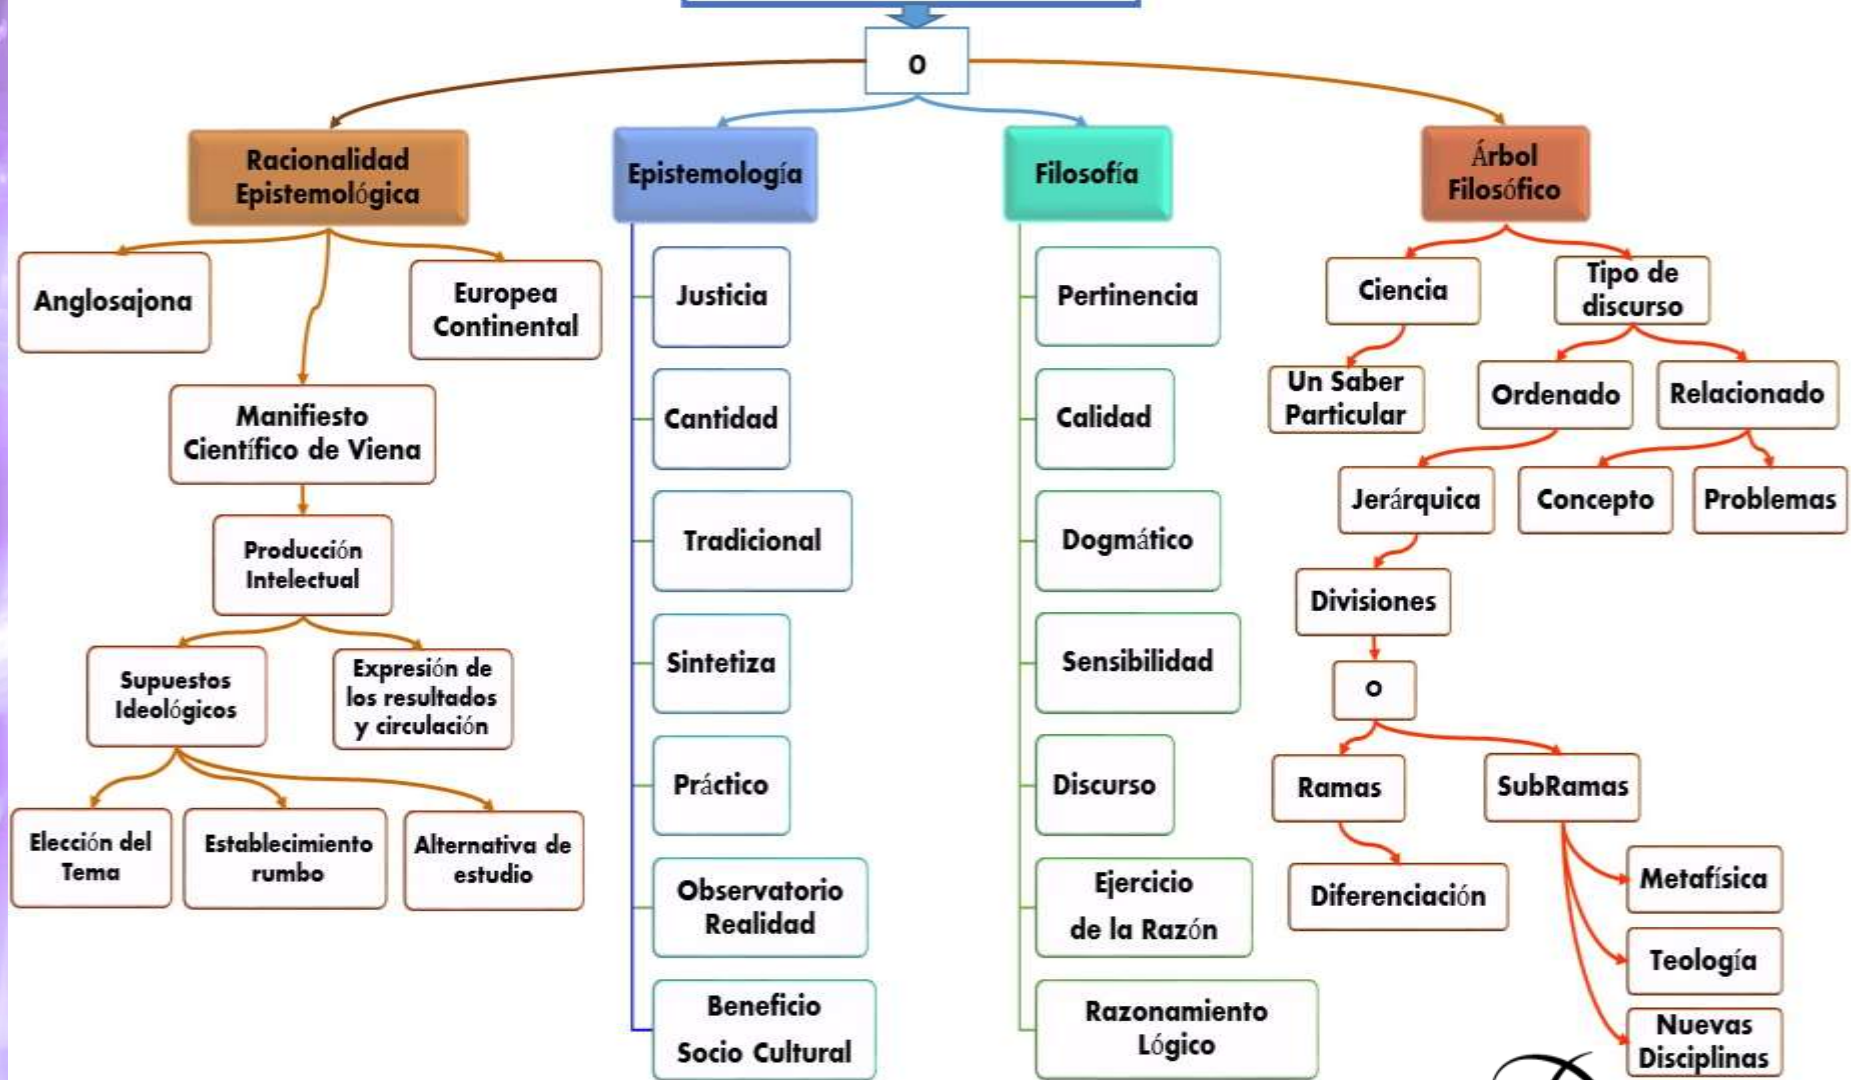 O
Racionalidad
Epistemológica
Anglosajona
Europea
Continental
Manifiesto
Científico de Viena
Producción
Intelectual
Supuestos
Ideológicos
Expresión de
los resultados
y circulación
Elección del
Tema
Establecimiento
rumbo
Alternativa de
estudio
Epistemología
Justicia
Cantidad
Tradicional
Sintetiza
Práctico
Observatorio
Realidad
Beneficio
Socio Cultural
Filosofía
Pertinencia
Calidad
Dogmático
Sensibilidad
Discurso
Ejercicio
de la Razón
Razonamiento
Lógico
Árbol
Filosófico
Ciencia
Un Saber
Particular
Tipo de
discurso
Ordenado
Relacionado
Jerárquica
Concepto
Problemas
Divisiones
O
Ramas
SubRamas
Diferenciación
Metafísica
Teología
Nuevas
Disciplinas